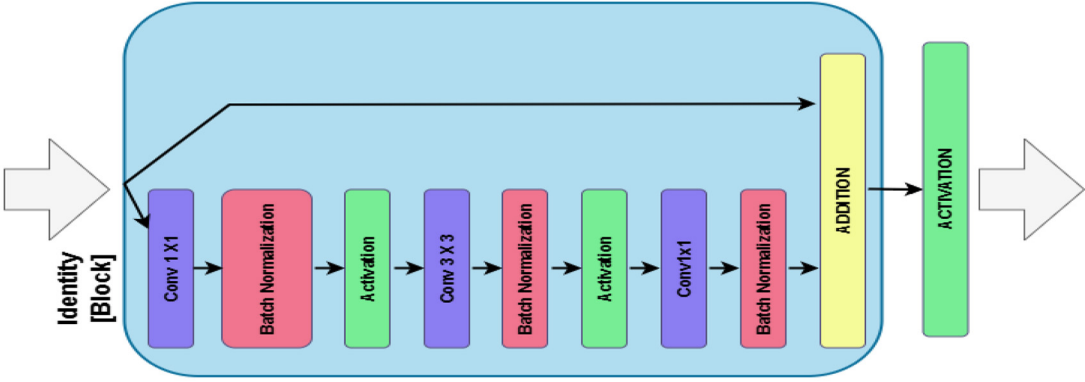 Identity
[Block]
Conv 1 X1
Batch Normalization
Activation
Conv 3 X 3
Batch Normalization
Activation
Conv1x1
Batch Normalization
ADDITION
ACTIVATION